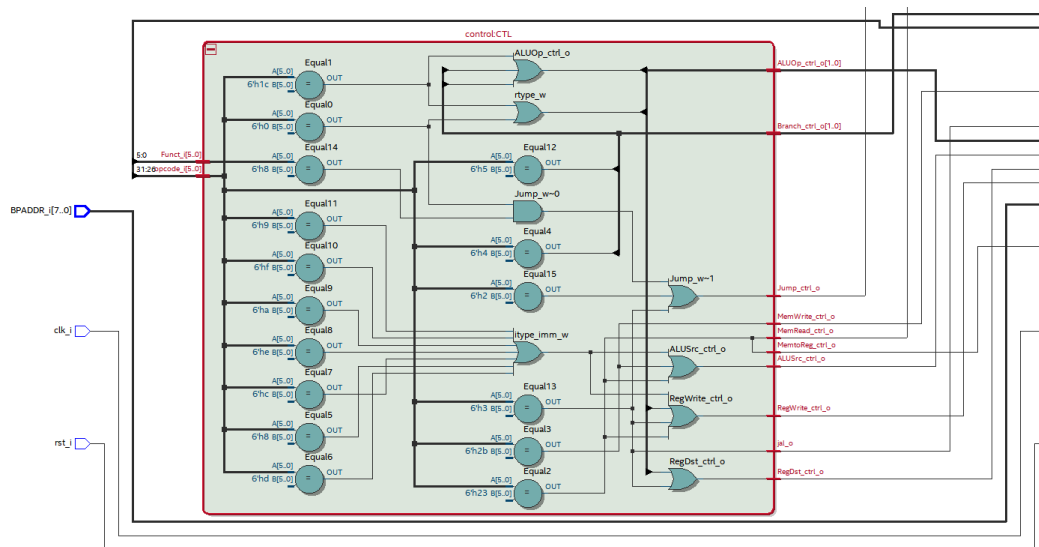 control:CTL
ALUOp_ctrl_o
Equal1
A[5..0]
OUT
6'h1c B[5..0]
=
ALUOp_ctrl_o[1..0]
rtype_w
Equal0
A[5..0]
OUT
6'h0 B[5..0]
=
Branch_ctrl_o[1..0]
Equal14
A[5..0]
OUT
6'h8 B[5..0]
=
Equal12
A[5..0]
OUT
6'h5 B[5..0]
=
5:0
Funct_i[5..0]
31:26
opcode_i[5..0]
Jump_w~0
BPADDR_i[7..0]
Equal11
A[5..0]
OUT
6'h9 B[5..0]
=
Equal4
A[5..0]
OUT
6'h4 B[5..0]
=
Equal10
A[5..0]
OUT
6'hf B[5..0]
=
Equal15
A[5..0]
OUT
6'h2 B[5..0]
=
Jump_w~1
Jump_ctrl_o
Equal9
A[5..0]
OUT
6'ha B[5..0]
=
MemWrite_ctrl_o
clk_i
Equal8
A[5..0]
OUT
6'he B[5..0]
=
itype_imm_w
MemRead_ctrl_o
MemtoReg_ctrl_o
ALUSrc_ctrl_o
ALUSrc_ctrl_o
Equal7
A[5..0]
OUT
6'hc B[5..0]
=
Equal13
A[5..0]
OUT
6'h3 B[5..0]
=
RegWrite_ctrl_o
RegWrite_ctrl_o
Equal5
A[5..0]
OUT
6'h8 B[5..0]
=
Equal3
A[5..0]
OUT
6'h2b B[5..0]
=
rst_i
jal_o
Equal6
A[5..0]
OUT
6'hd B[5..0]
=
Equal2
A[5..0]
OUT
6'h23 B[5..0]
=
RegDst_ctrl_o
RegDst_ctrl_o